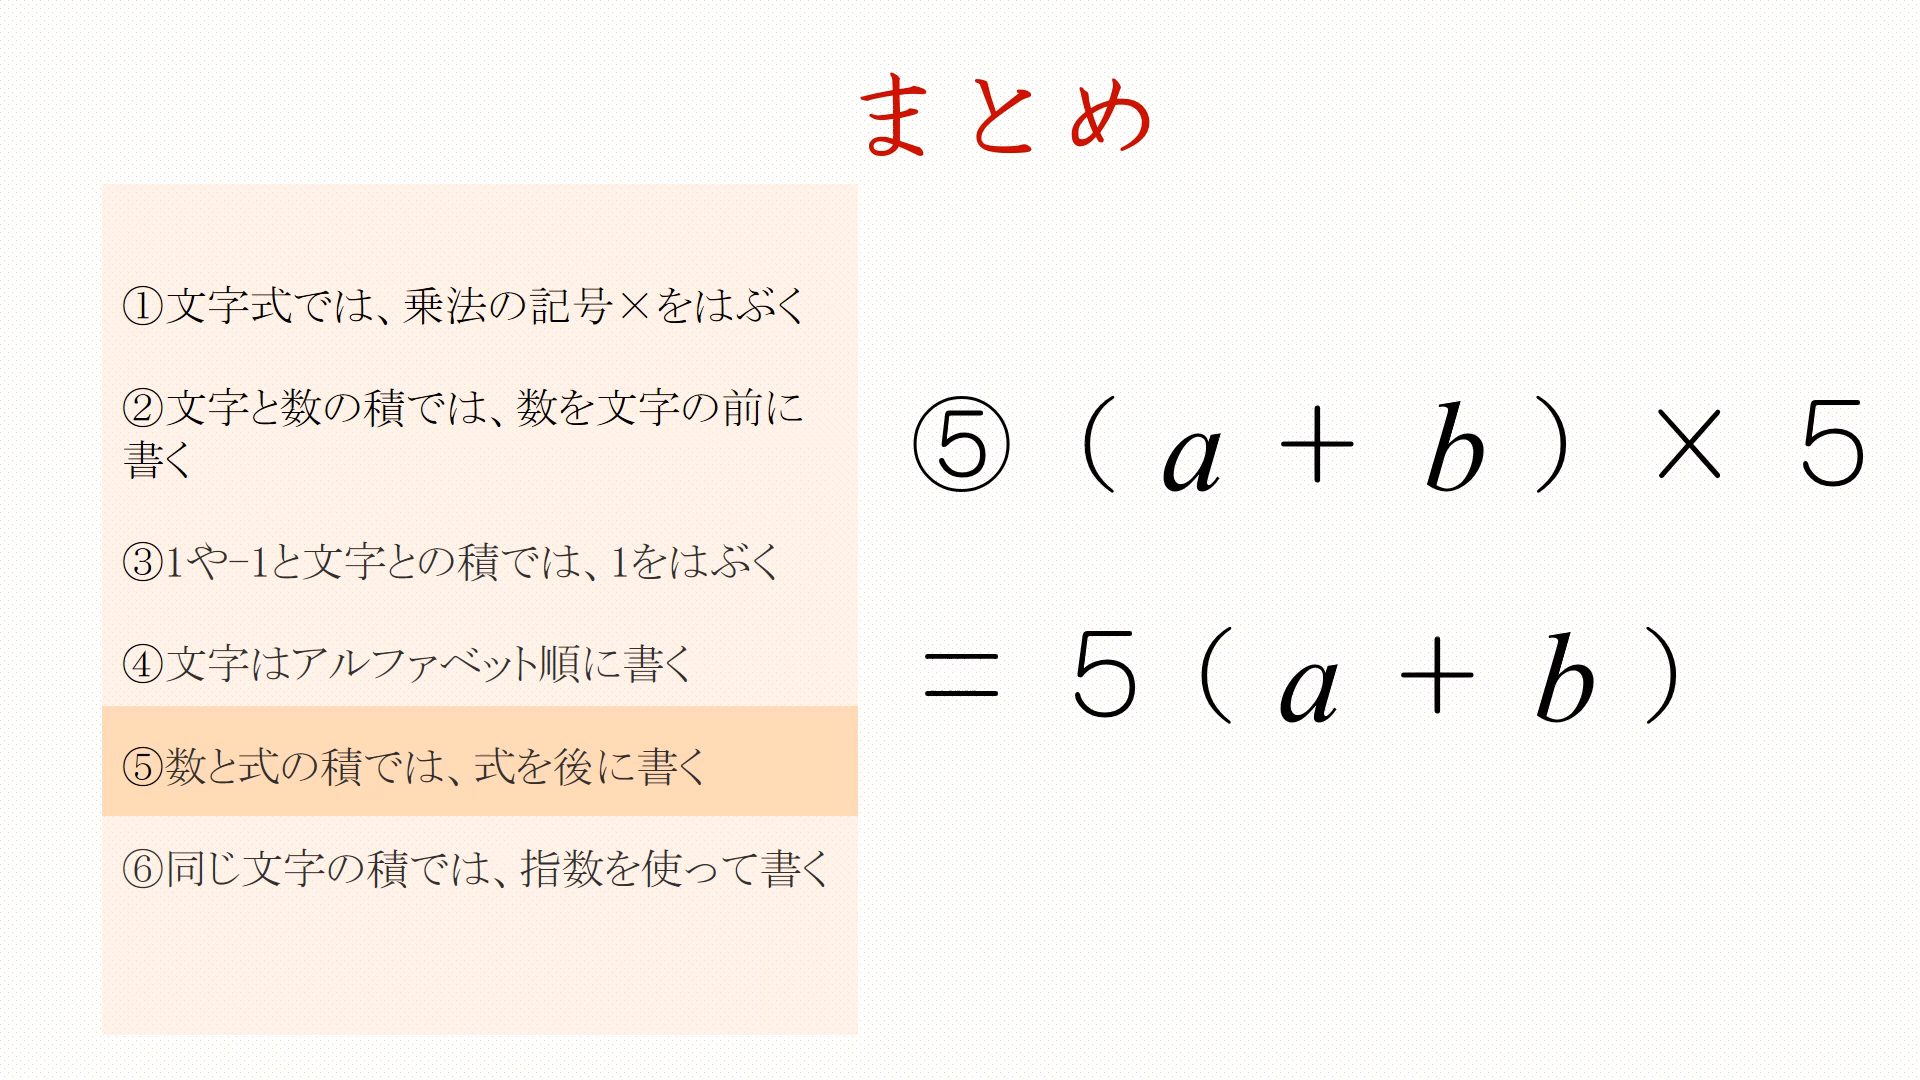 まとめ
①文字式では、乗法の記号×をはぶく
②文字と数の積では、数を文字の前に
書く
③1や-1と文字との積では、1をはぶく
④文字はアルファベット順に書く
⑤数と式の積では、式を後に書く
⑥同じ文字の積では、指数を使って書く
⑤（a＋b）×５
＝５（a＋b）